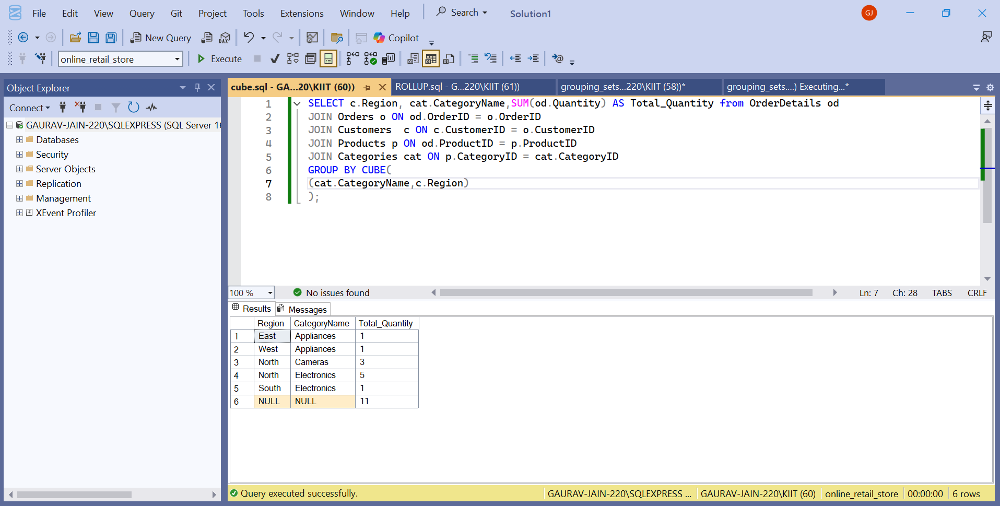 File Edit View Query Git Project Tools Extensions Window Help Search Solution1 GJ
New Query DAX Copilot
online_retail_store Execute
Object Explorer
Connect
GAURAV-JAIN-220\SQLEXPRESS (SQL Server 16
Databases
Security
Server Objects
Replication
Management
XEvent Profiler
cube.sql - GA...20\KIIT (60)) ROLLUP.sql - G...220\KIIT (61)) grouping_sets...220\KIIT (58))* grouping_sets....) Executing...*
1 SELECT c.Region, cat.CategoryName,SUM(od.Quantity) AS Total_Quantity from OrderDetails od
2 JOIN Orders o ON od.OrderID = o.OrderID
3 JOIN Customers  c ON c.CustomerID = o.CustomerID
4 JOIN Products p ON od.ProductID = p.ProductID
5 JOIN Categories cat ON p.CategoryID = cat.CategoryID
6 GROUP BY CUBE(
7 (cat.CategoryName,c.Region)
8 );
100 % No issues found Ln: 7 Ch: 28 TABS CRLF
Results Messages
Region CategoryName Total_Quantity
1 East Appliances 1
2 West Appliances 1
3 North Cameras 3
4 North Electronics 5
5 South Electronics 1
6 NULL NULL 11
Query executed successfully. GAURAV-JAIN-220\SQLEXPRESS ... GAURAV-JAIN-220\KIIT (60) online_retail_store 00:00:00 6 rows